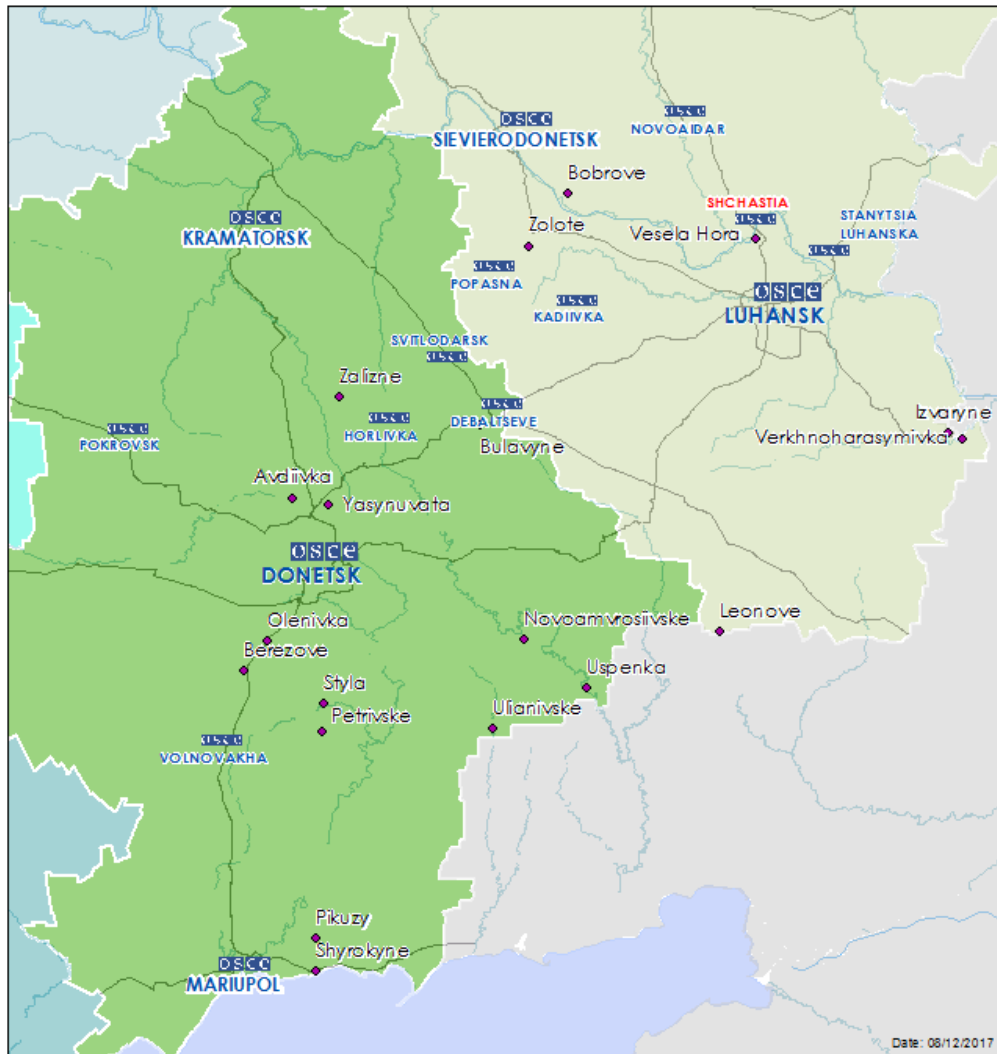 osce
SIEVIERODONETSK
osce
NOVOAIDAR
Bobrove
SHCHASTIA
osce
osce
KRAMATORSK
Zolote
Vesela Hora
STANYTSIA
LUHANSKA
osce
osce
POPASNA
osce
KADIIVKA
osce
LUHANSK
SVITLODARSK
osce
Zalizne
osce
POKROVSK
osce
HORLIVKA
osce
DEBALTSEVE
Bulavyne
Izvaryne
Verkhnoharasymivka
Avdiivka
Yasynuvata
osce
DONETSK
Olenivka
Novoamvrosiivske
Leonove
Berezove
Styla
Uspenka
Petrivske
Ulianivske
osce
VOLNOVAKHA
Pikuzy
Shyrokyne
osce
MARIUPOL
Date: 08/12/2017